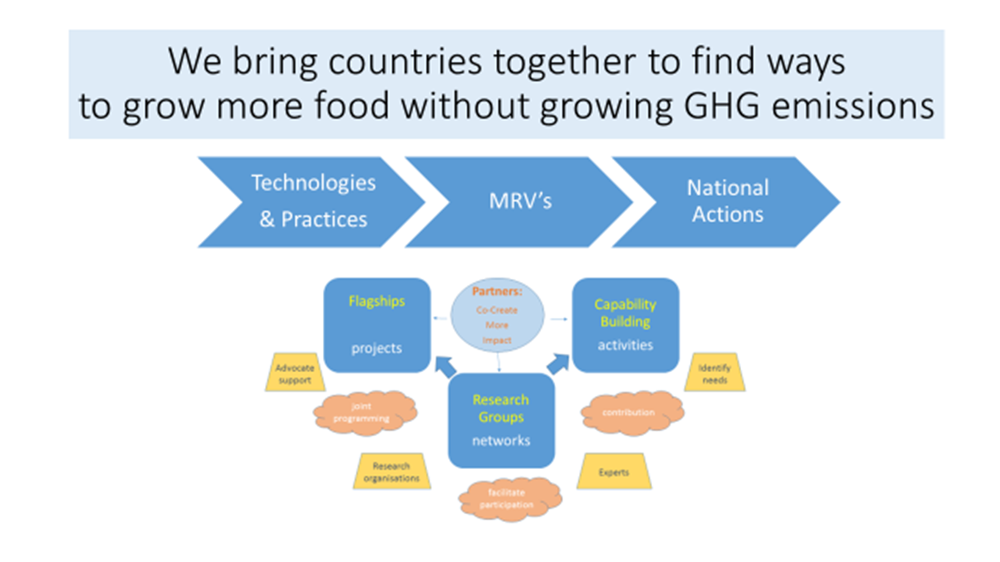 We bring countries together to find ways
to grow more food without growing GHG emissions
Technologies
& Practices
MRV's
National
Actions
Flagships
projects
Partners:
Co-Create
More
Impact
Capability
Building
activities
Advocate
support
Identify
needs
joint
programming
Research
Groups
networks
contribution
Research
organisations
Experts
facilitate
participation